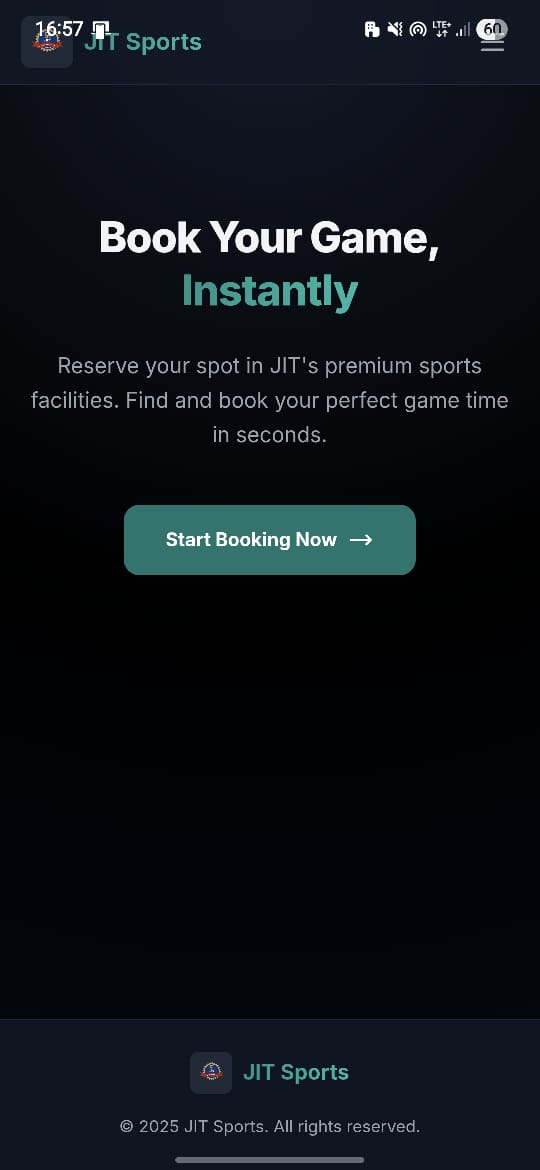 16:57
LTE+
60
JIT Sports
Book Your Game,
Instantly
Reserve your spot in JIT's premium sports
facilities. Find and book your perfect game time
in seconds.
Start Booking Now →
JIT Sports
© 2025 JIT Sports. All rights reserved.